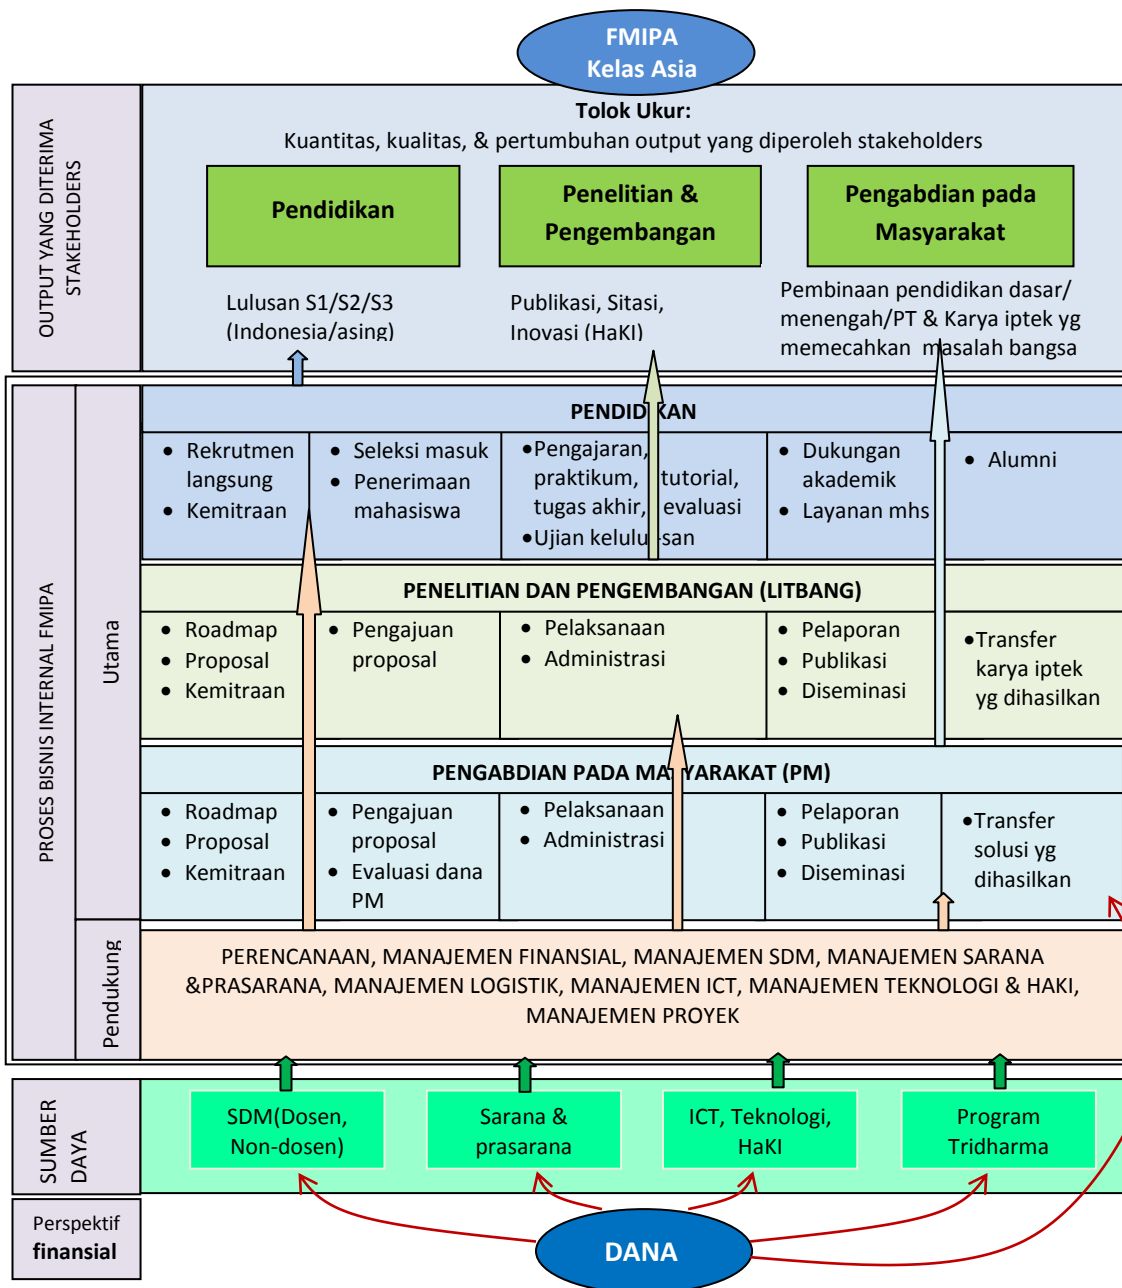 FMIPA
Kelas Asia
OUTPUT YANG DITERIMA
STAKEHOLDERS
Tolok Ukur:
Kuantitas, kualitas, & pertumbuhan output yang diperoleh stakeholders
Pendidikan
Penelitian &
Pengembangan
Pengabdian pada
Masyarakat
Lulusan S1/S2/S3
(Indonesia/asing)
Publikasi, Sitasi,
Inovasi (HaKI)
Pembinaan pendidikan dasar/
menengah/PT & Karya iptek yg
memecahkan masalah bangsa
PROSES BISNIS INTERNAL FMIPA
Utama
PENDIDIKAN
• Rekrutmen
langsung
• Kemitraan
• Seleksi masuk
• Penerimaan
mahasiswa
•Pengajaran,
praktikum, tutorial,
tugas akhir, evaluasi
•Ujian kelulu-san
• Dukungan
akademik
• Layanan mhs
• Alumni
PENELITIAN DAN PENGEMBANGAN (LITBANG)
• Roadmap
• Proposal
• Kemitraan
• Pengajuan
proposal
• Pelaksanaan
• Administrasi
• Pelaporan
• Publikasi
• Diseminasi
•Transfer
karya iptek
yg dihasilkan
PENGABDIAN PADA MASYARAKAT (PM)
• Roadmap
• Proposal
• Kemitraan
• Pengajuan
proposal
• Evaluasi dana
PM
• Pelaksanaan
• Administrasi
• Pelaporan
• Publikasi
• Diseminasi
•Transfer
solusi yg
dihasilkan
Pendukung
PERENCANAAN, MANAJEMEN FINANSIAL, MANAJEMEN SDM, MANAJEMEN SARANA
&PRASARANA, MANAJEMEN LOGISTIK, MANAJEMEN ICT, MANAJEMEN TEKNOLOGI & HAKI,
MANAJEMEN PROYEK
SUMBER
DAYA
SDM(Dosen,
Non-dosen)
Sarana &
prasarana
ICT, Teknologi,
HaKI
Program
Tridharma
Perspektif
finansial
DANA